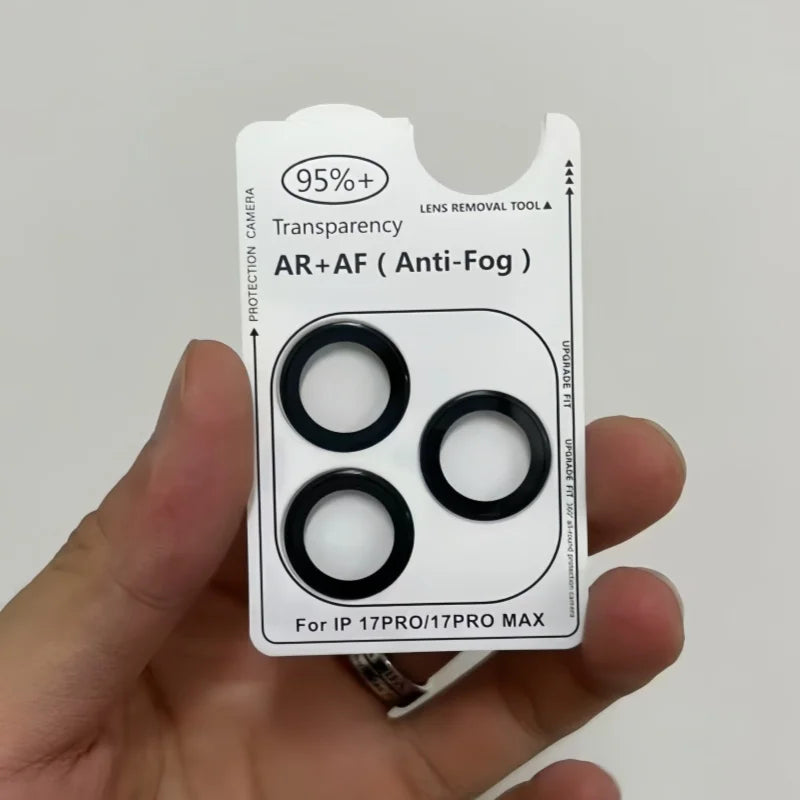 95%+
Transparency
AR+AF ( Anti-Fog )
LENS REMOVAL TOOL▲
PROTECTION CAMERA
UPGRADE FIT
UPGRADE FIT 360° all-round protection camera
For IP 17PRO/17PRO MAX